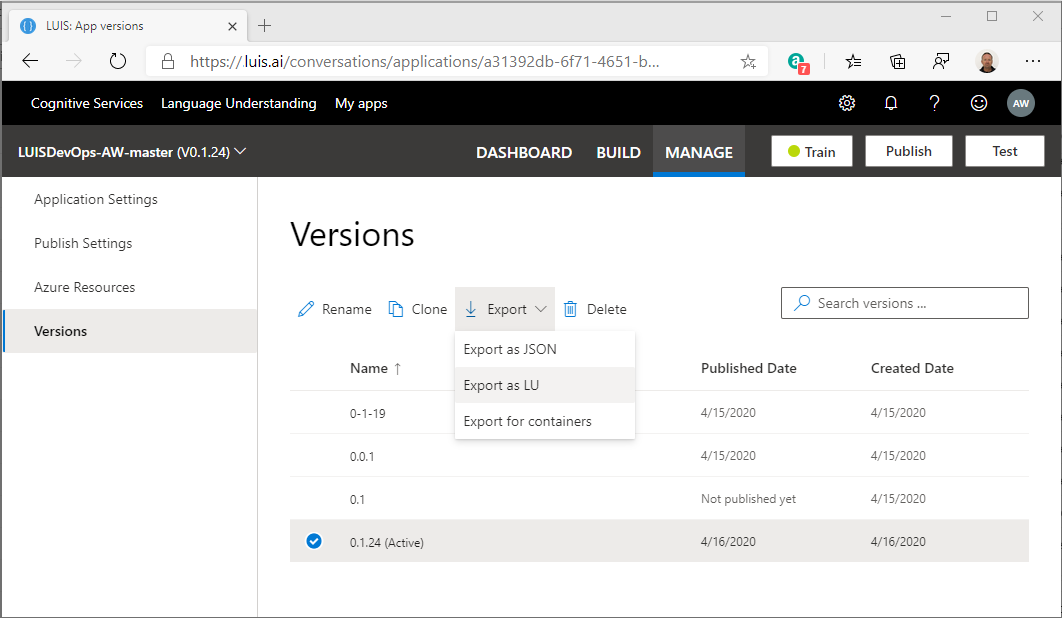 LUIS: App versions
https://luis.ai/conversations/applications/a31392db-6f71-4651-b...
a 7
Cognitive Services Language Understanding My apps
? AW
LUISDevOps-AW-master (V0.1.24) DASHBOARD BUILD MANAGE Train Publish Test
Application Settings
Publish Settings
Azure Resources
Versions
Versions
Rename Clone Export Delete Search versions ...
Export as JSON
Export as LU
Export for containers
Name ↑ Published Date Created Date
0-1-19 4/15/2020 4/15/2020
0.0.1 4/15/2020 4/15/2020
0.1 Not published yet 4/15/2020
0.1.24 (Active) 4/16/2020 4/16/2020